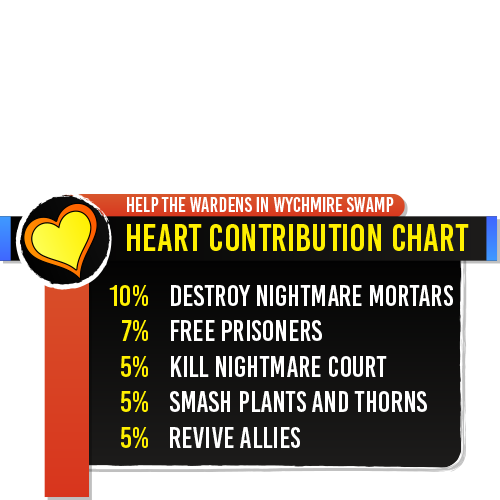 HELP THE WARDENS IN WYCHMIRE SWAMP
HEART CONTRIBUTION CHART
10% DESTROY NIGHTMARE MORTARS
7% FREE PRISONERS
5% KILL NIGHTMARE COURT
5% SMASH PLANTS AND THORNS
5% REVIVE ALLIES